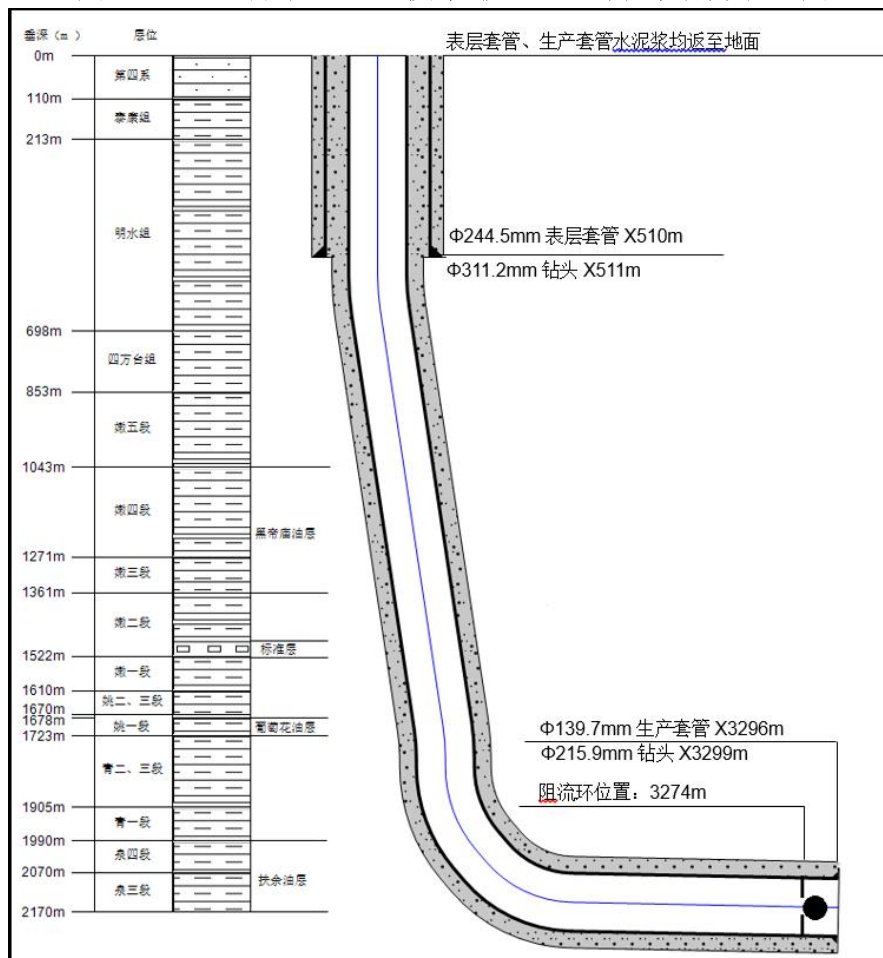 垂深（m） 层位
表层套管、生产套管水泥浆均返至地面
0m
第四系
110m
泰康组
213m
明水组
Φ244.5mm 表层套管 X510m
Φ311.2mm 钻头 X511m
698m
四方台组
853m
嫩五段
1043m
嫩四段
黑帝庙油层
1271m
嫩三段
1361m
嫩二段
标准层
1522m
嫩一段
1610m
姚二、三段
1670m
1678m
姚一段
葡萄花油层
1723m
Φ139.7mm 生产套管 X3296m
Φ215.9mm 钻头 X3299m
青二、三段
阻流环位置：3274m
1905m
青一段
1990m
泉四段
2070m
扶余油层
泉三段
2170m